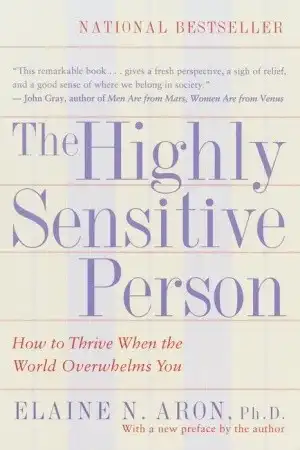 NATIONAL BESTSELLER
"This remarkable book . . . gives a fresh perspective, a sigh of relief,
and a good sense of where we belong in society."
— John Gray, author of Men Are from Mars, Women Are from Venus
The Highly
Sensitive
Person
How to Thrive When the
World Overwhelms You
ELAINE N. ARON, Ph.D.
With a new preface by the author